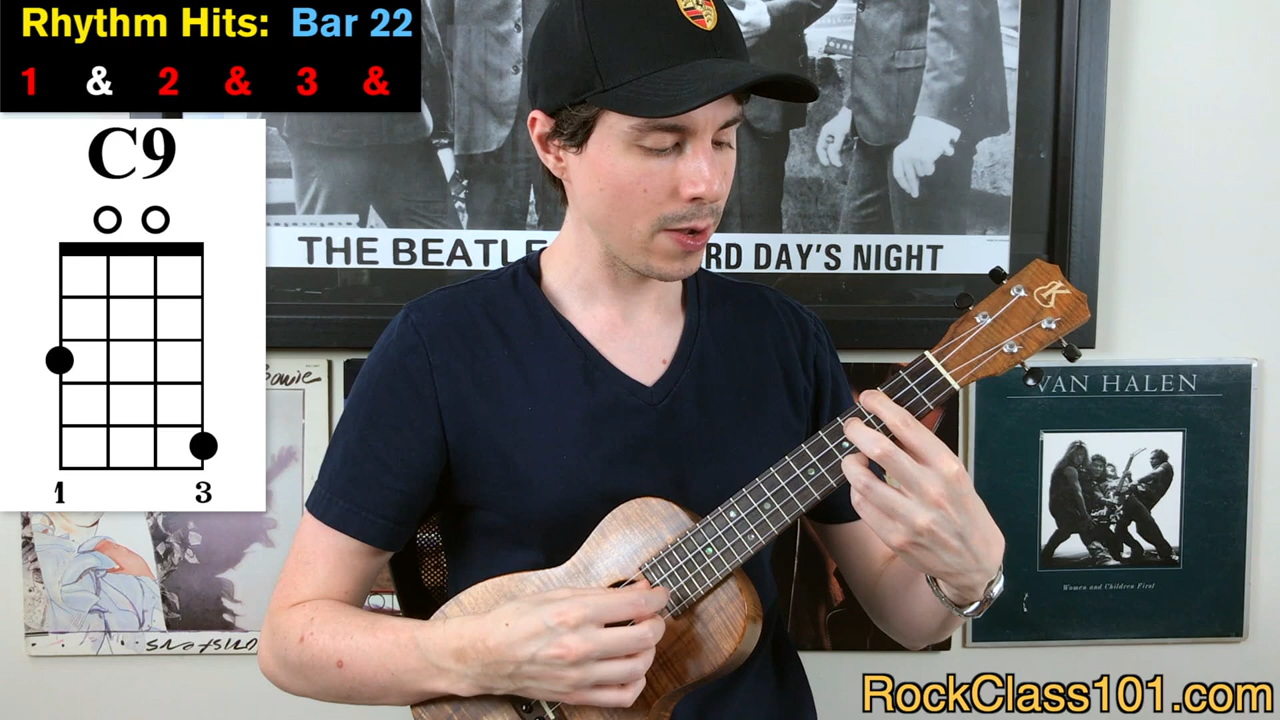 Rhythm Hits: Bar 22
1 & 2 & 3 &
C9
1 3
THE BEATLE RD DAY'S NIGHT
Bowie
VAN HALEN
Women and Children First
RockClass101.com